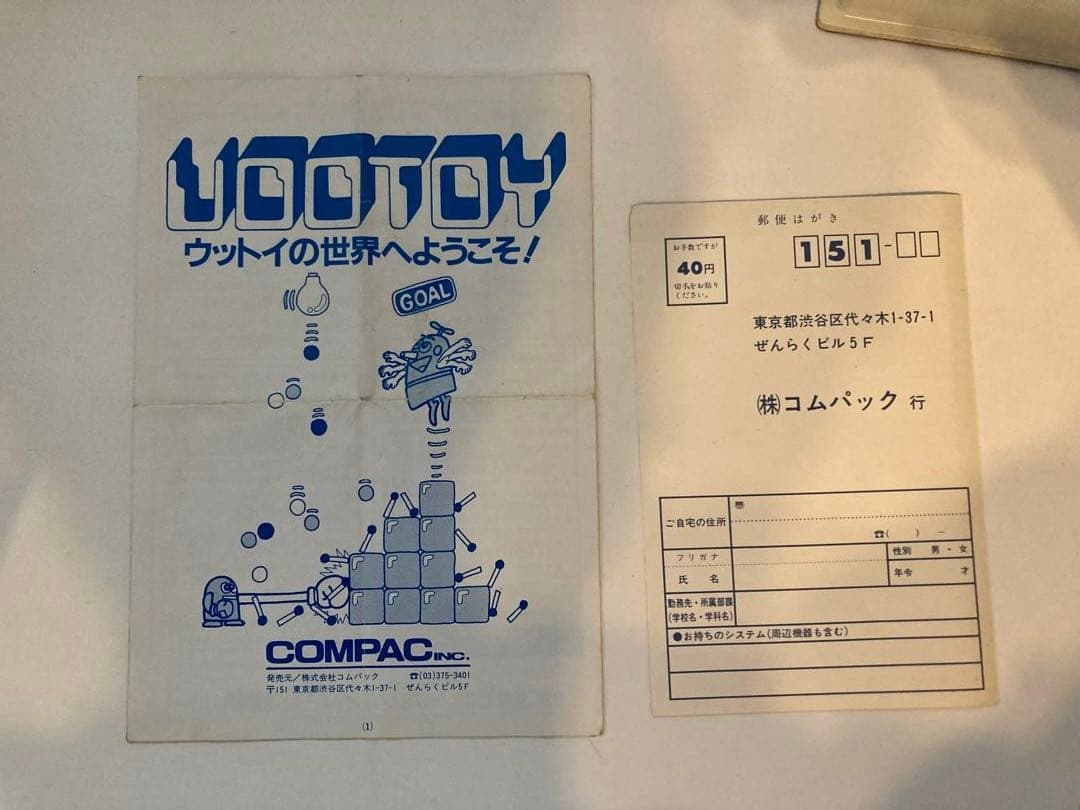 UOOTOY
ウットイの世界へようこそ!
GOAL
COMPAC INC.
発売元/株式会社コムパック ☎(03)375-3401
〒151 東京都渋谷区代々木1-37-1 ぜんらくビル5F
(1)
郵便はがき
お手数ですが
40円
切手をお貼り
ください。
151-
東京都渋谷区代々木1-37-1
ぜんらくビル5F
㈱コムパック 行
ご自宅の住所
〠
☎( ) -
フリガナ
氏 名
性別 男・女
年令 才
勤務先・所属部課
(学校名・学科名)
●お持ちのシステム(周辺機器も含む)